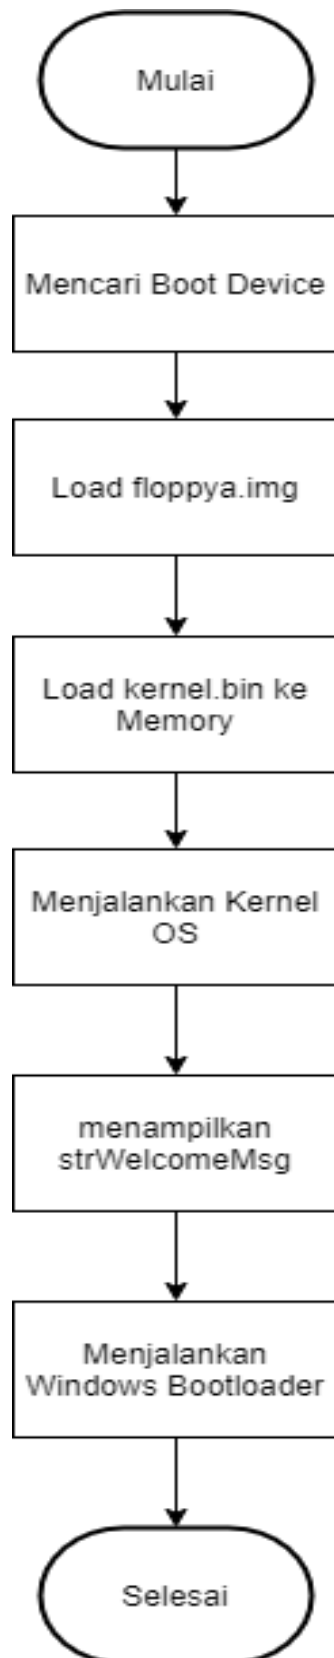 Mulai
Mencari Boot Device
Load floppya.img
Load kernel.bin ke
Memory
Menjalankan Kernel
OS
menampilkan
strWelcomeMsg
Menjalankan
Windows Bootloader
Selesai